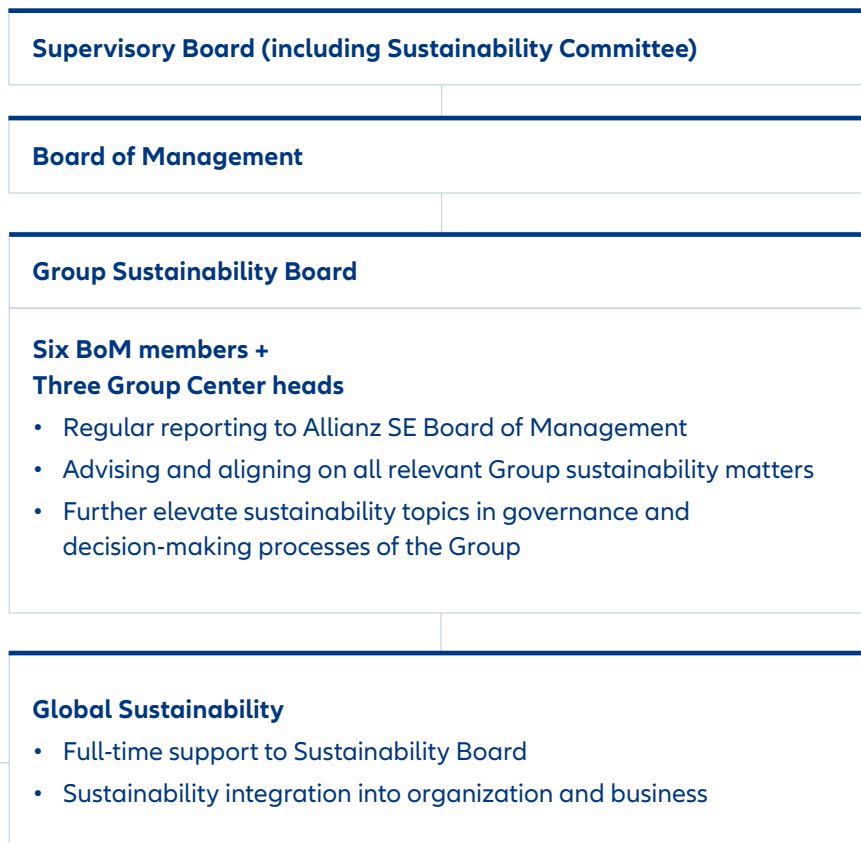 Supervisory Board (including Sustainability Committee)
Board of Management
Group Sustainability Board
Six BoM members +
Three Group Center heads
• Regular reporting to Allianz SE Board of Management
• Advising and aligning on all relevant Group sustainability matters
• Further elevate sustainability topics in governance and
decision-making processes of the Group
Global Sustainability
• Full-time support to Sustainability Board
• Sustainability integration into organization and business